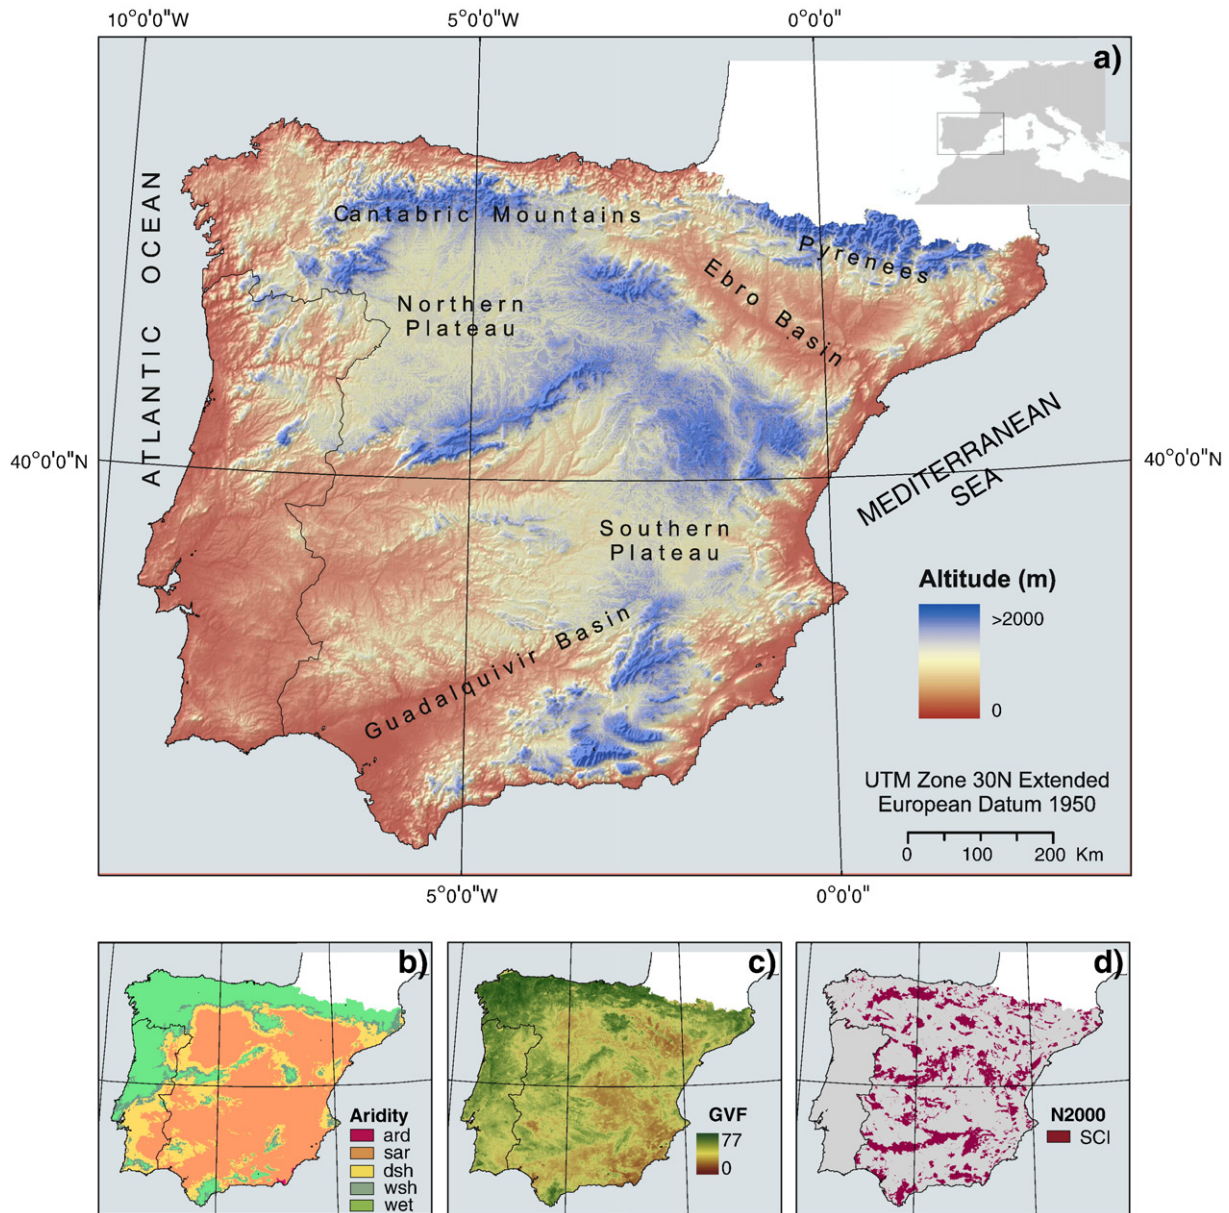 10°0'0"W 5°0'0"W 0°0'0"
a)
ATLANTIC OCEAN
Cantabric Mountains
Pyrenees
Ebro Basin
Northern
Plateau
40°0'0"N 40°0'0"N
MEDITERRANEAN
SEA
Southern
Plateau
Guadalquivir Basin
Altitude (m)
>2000
0
UTM Zone 30N Extended
European Datum 1950
0 100 200 Km
5°0'0"W 0°0'0"
b)
Aridity
ard
sar
dsh
wsh
wet
c)
GVF
77
0
d)
N2000
SCI